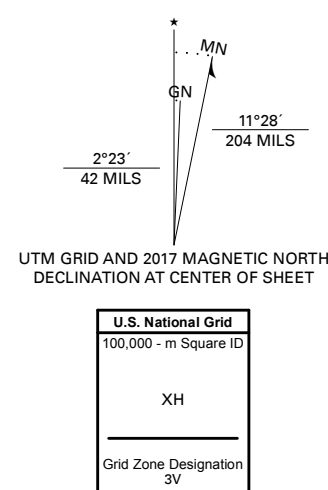 ★
MN
GN
11°28´
204 MILS
2°23´
42 MILS
UTM GRID AND 2017 MAGNETIC NORTH
DECLINATION AT CENTER OF SHEET
U.S. National Grid
100,000 - m Square ID
XH
Grid Zone Designation
3V